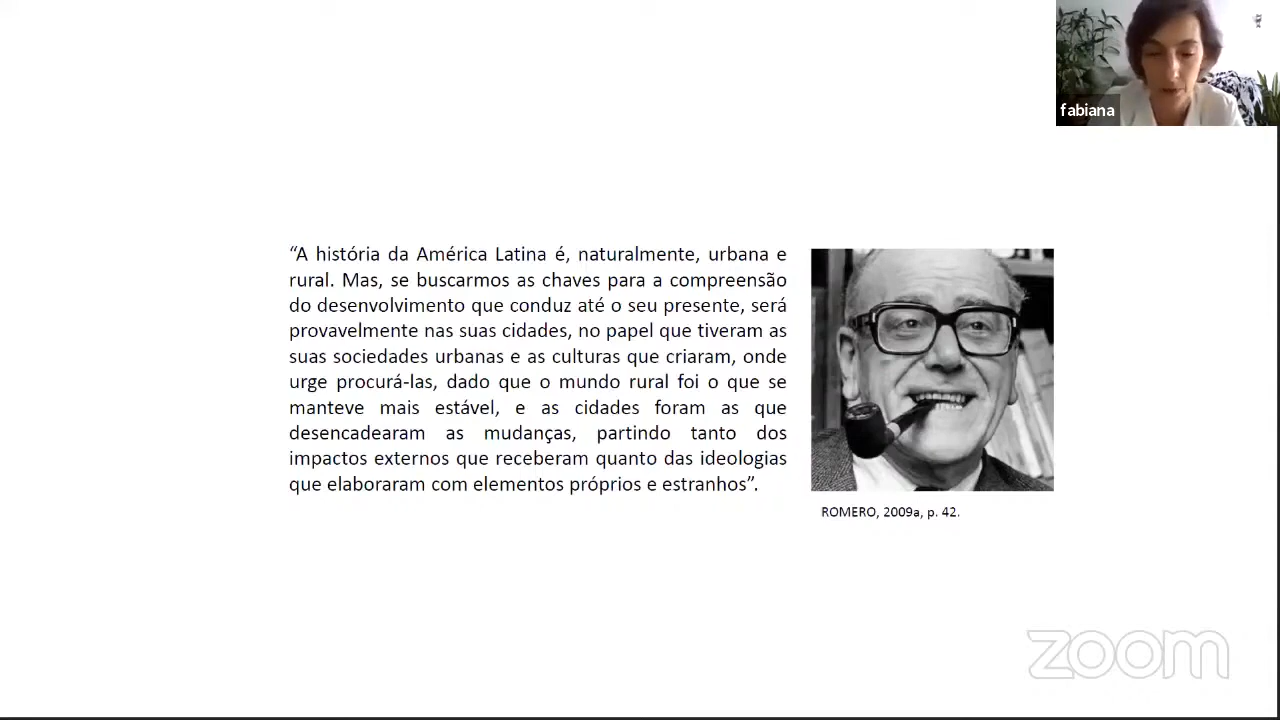 fabiana
“A história da América Latina é, naturalmente, urbana e
rural. Mas, se buscarmos as chaves para a compreensão
do desenvolvimento que conduz até o seu presente, será
provavelmente nas suas cidades, no papel que tiveram as
suas sociedades urbanas e as culturas que criaram, onde
urge procurá-las, dado que o mundo rural foi o que se
manteve mais estável, e as cidades foram as que
desencadearam as mudanças, partindo tanto dos
impactos externos que receberam quanto das ideologias
que elaboraram com elementos próprios e estranhos”.
ROMERO, 2009a, p. 42.
zoom